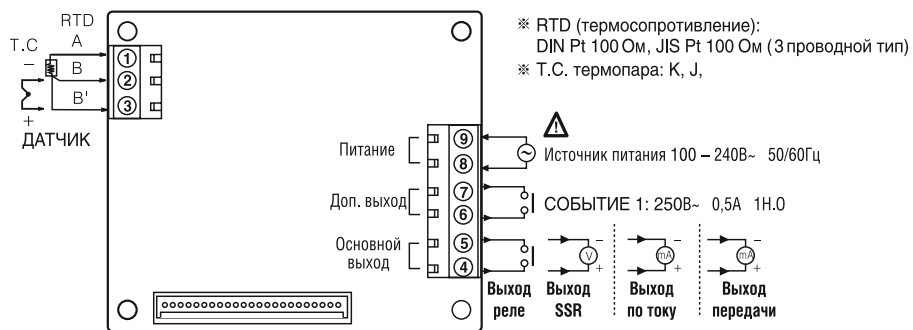 RTD
T.C
A
B
B'
−
+
ДАТЧИК
① 
②
③
※ RTD (термосопротивление):
DIN Pt 100 Ом, JIS Pt 100 Ом (3 проводной тип)
※ Т.С. термопара: K, J,
Питание
⑨
⑧
Источник питания 100 – 240В~ 50/60Гц
Доп. выход
⑦
⑥
СОБЫТИЕ 1: 250В~ 0,5А 1Н.О
Основной
выход
⑤
④
− V +
− mA +
− mA +
Выход
реле
Выход
SSR
Выход
по току
Выход
передачи